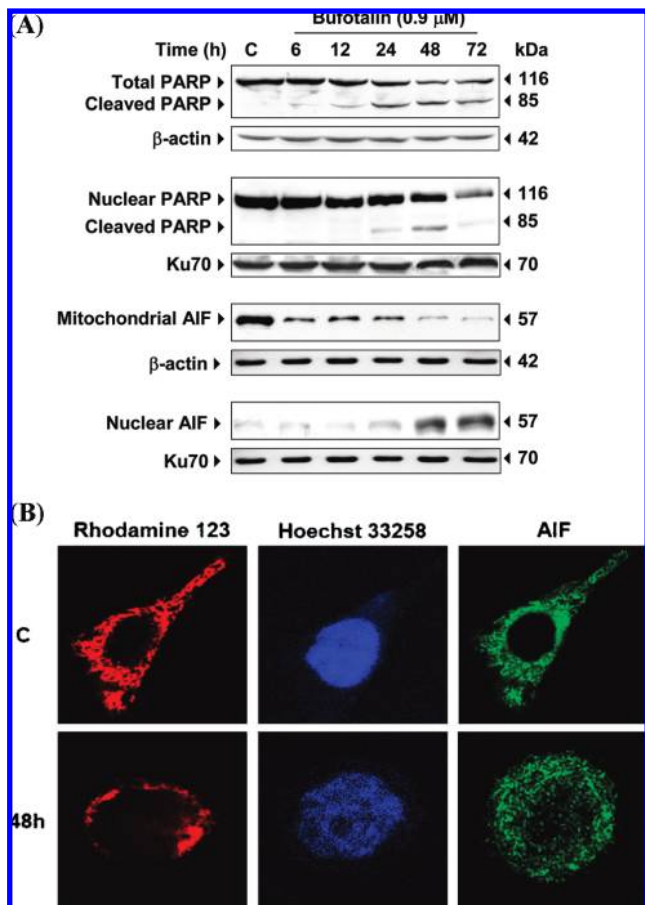 (A)
Bufotalin (0.9 μM)
Time (h) C 6 12 24 48 72 kDa
Total PARP 116
Cleaved PARP 85
β-actin 42
Nuclear PARP 116
Cleaved PARP 85
Ku70 70
Mitochondrial AIF 57
β-actin 42
Nuclear AIF 57
Ku70 70
(B)
Rhodamine 123 Hoechst 33258 AIF
C
48h